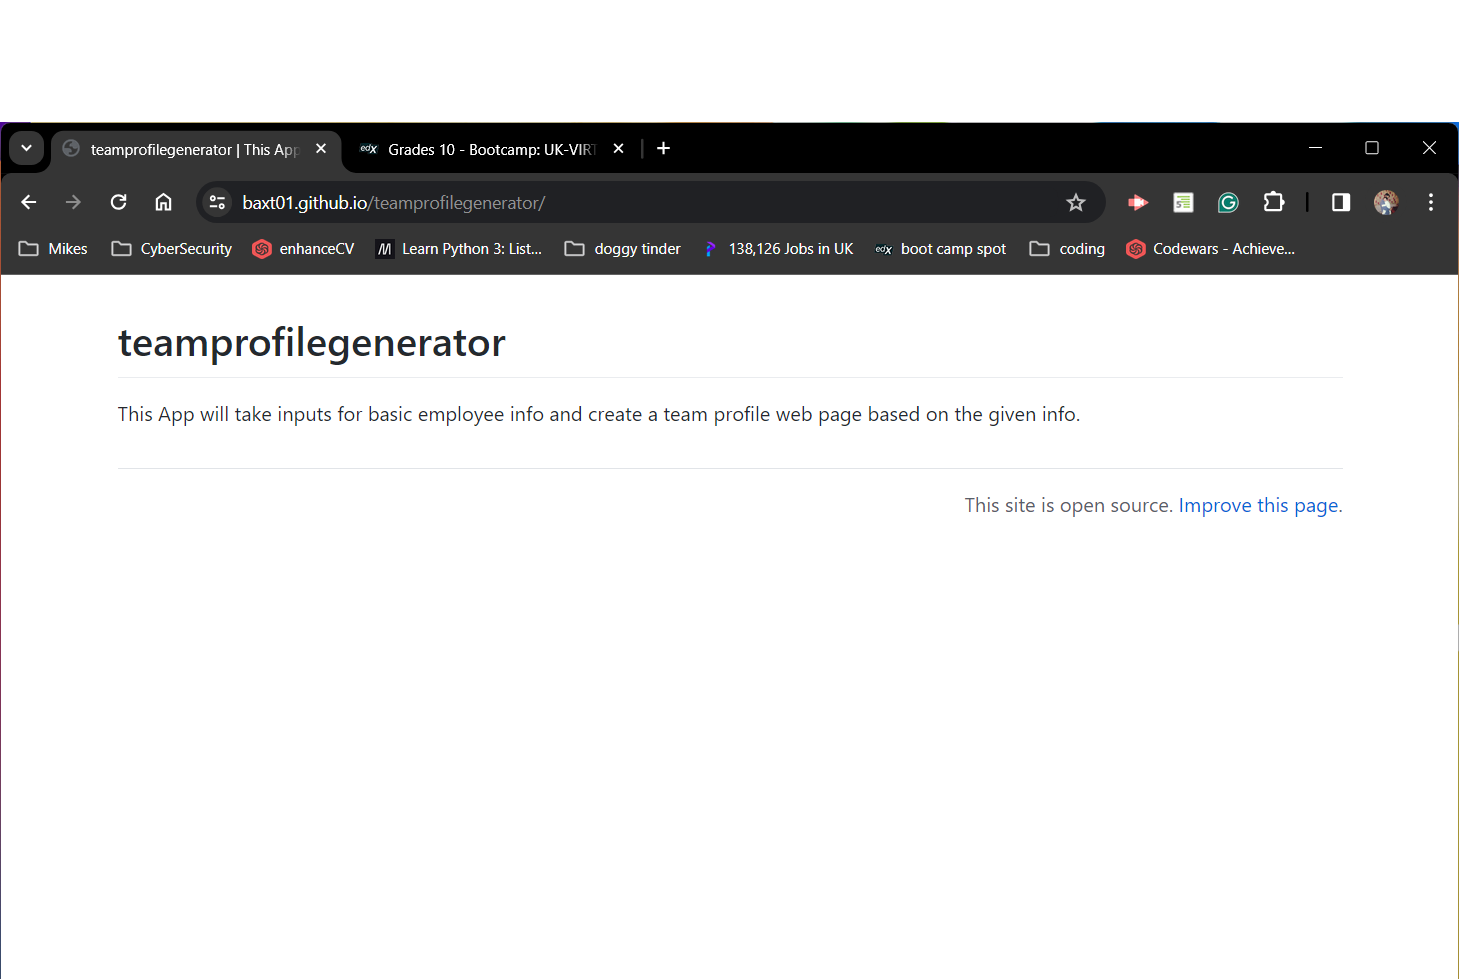 teamprofilegenerator | This App
edx Grades 10 - Bootcamp: UK-VIRT
baxt01.github.io/teamprofilegenerator/
Mikes CyberSecurity enhanceCV Learn Python 3: List... doggy tinder 138,126 Jobs in UK edx boot camp spot coding Codewars - Achieve...
teamprofilegenerator
This App will take inputs for basic employee info and create a team profile web page based on the given info.
This site is open source. Improve this page.